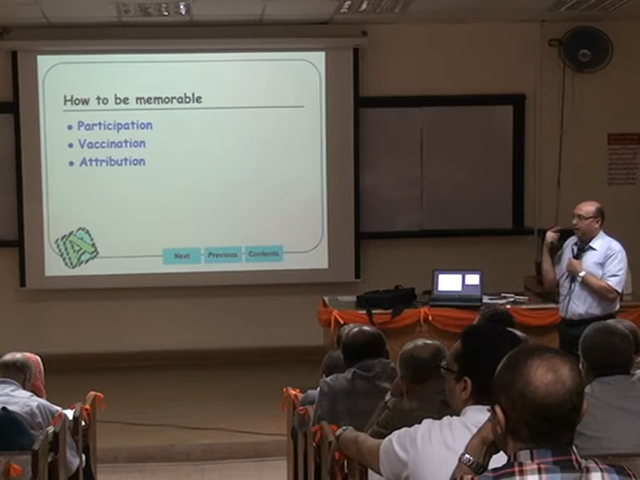 How to be memorable
• Participation
• Vaccination
• Attribution
Next Previous Contents